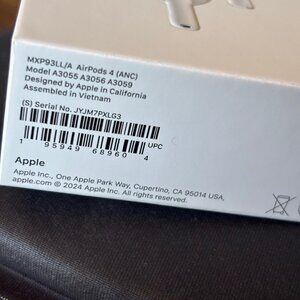 MXP93LL/A AirPods 4 (ANC)
Model A3055 A3056 A3059
Designed by Apple in California
Assembled in Vietnam
(S) Serial No. JYJM7PXLG3
UPC
1 95949 68960 4
Apple
Apple Inc., One Apple Park Way, Cupertino, CA 95014 USA,
apple.com © 2024 Apple Inc. All rights reserved.